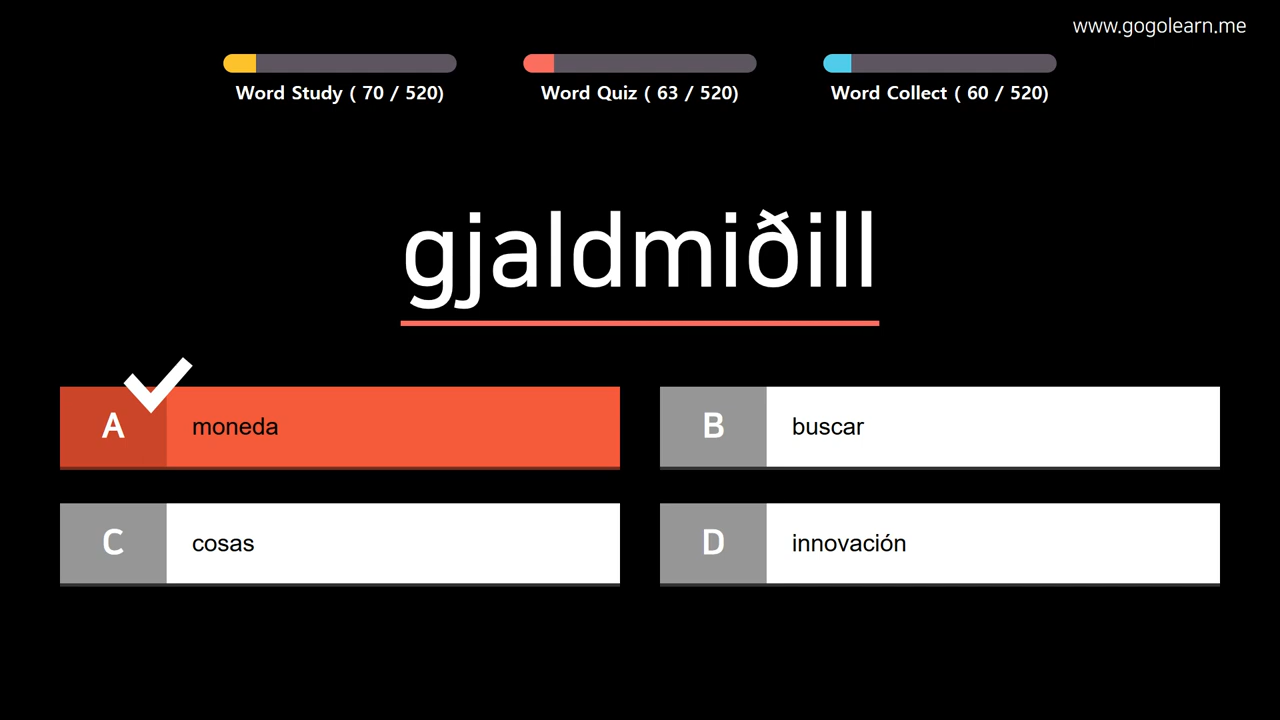 www.gogolearn.me
Word Study ( 70 / 520)
Word Quiz ( 63 / 520)
Word Collect ( 60 / 520)
gjaldmiðill
A
moneda
B
buscar
C
cosas
D
innovación